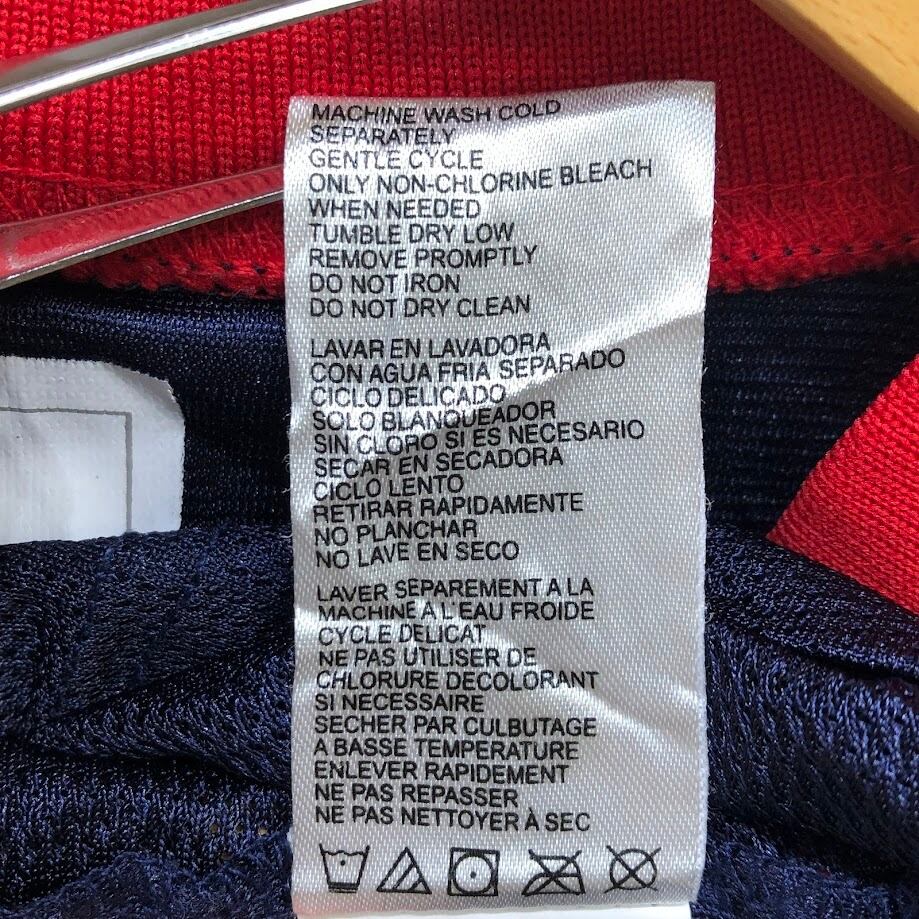 MACHINE WASH COLD
SEPARATELY
GENTLE CYCLE
ONLY NON-CHLORINE BLEACH
WHEN NEEDED
TUMBLE DRY LOW
REMOVE PROMPTLY
DO NOT IRON
DO NOT DRY CLEAN
LAVAR EN LAVADORA
CON AGUA FRIA SEPARADO
CICLO DELICADO
SOLO BLANQUEADOR
SIN CLORO SI ES NECESARIO
SECAR EN SECADORA
CICLO LENTO
RETIRAR RAPIDAMENTE
NO PLANCHAR
NO LAVE EN SECO
LAVER SEPAREMENT A LA
MACHINE A L'EAU FROIDE
CYCLE DELICAT
NE PAS UTILISER DE
CHLORURE DECOLORANT
SI NECESSAIRE
SECHER PAR CULBUTAGE
A BASSE TEMPERATURE
ENLEVER RAPIDEMENT
NE PAS REPASSER
NE PAS NETTOYER À SEC